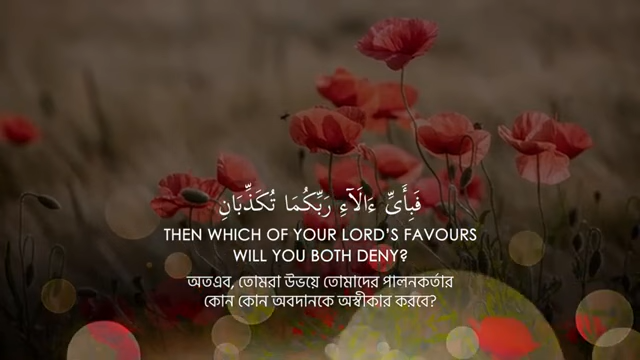 فَبِأَىِّ ءَالَآءِ رَبِّكُمَا تُكَذِّبَانِ
THEN WHICH OF YOUR LORD'S FAVOURS
WILL YOU BOTH DENY?
অতএব, তোমরা উভয়ে তোমাদের পালনকর্তার
কোন কোন অবদানকে অস্বীকার করবে?